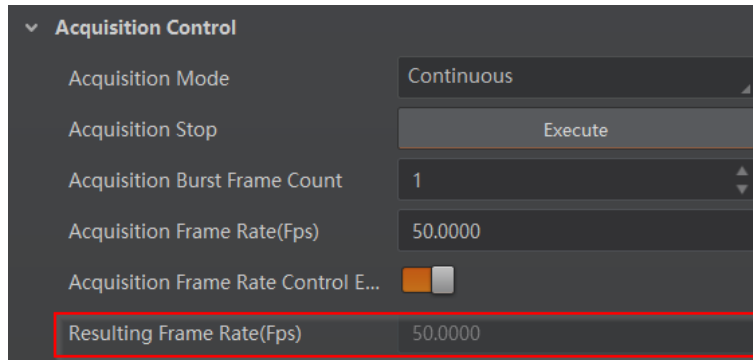 Acquisition Control
Acquisition Mode Continuous
Acquisition Stop Execute
Acquisition Burst Frame Count 1
Acquisition Frame Rate(Fps) 50.0000
Acquisition Frame Rate Control E...
Resulting Frame Rate(Fps) 50.0000